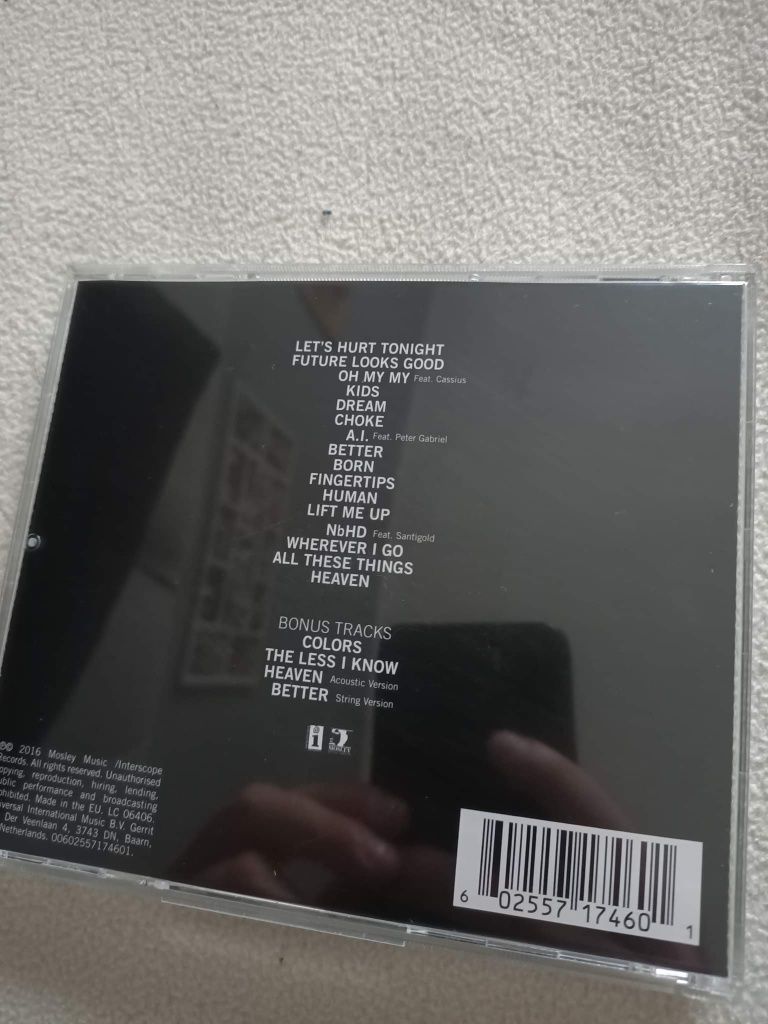 LET'S HURT TONIGHT
FUTURE LOOKS GOOD
OH MY MY Feat. Cassius
KIDS
DREAM
CHOKE
A.I. Feat. Peter Gabriel
BETTER
BORN
FINGERTIPS
HUMAN
LIFT ME UP
NbHD Feat. Santigold
WHEREVER I GO
ALL THESE THINGS
HEAVEN
BONUS TRACKS
COLORS
THE LESS I KNOW
HEAVEN Acoustic Version
BETTER String Version
℗© 2016 Mosley Music /Interscope
Records. All rights reserved. Unauthorised
copying, reproduction, hiring, lending,
public performance and broadcasting
prohibited. Made in the EU. LC 06406.
Universal International Music B.V. Gerrit
Der Veenlaan 4, 3743 DN, Baarn,
Netherlands. 00602557174601.
6 02557 17460 1